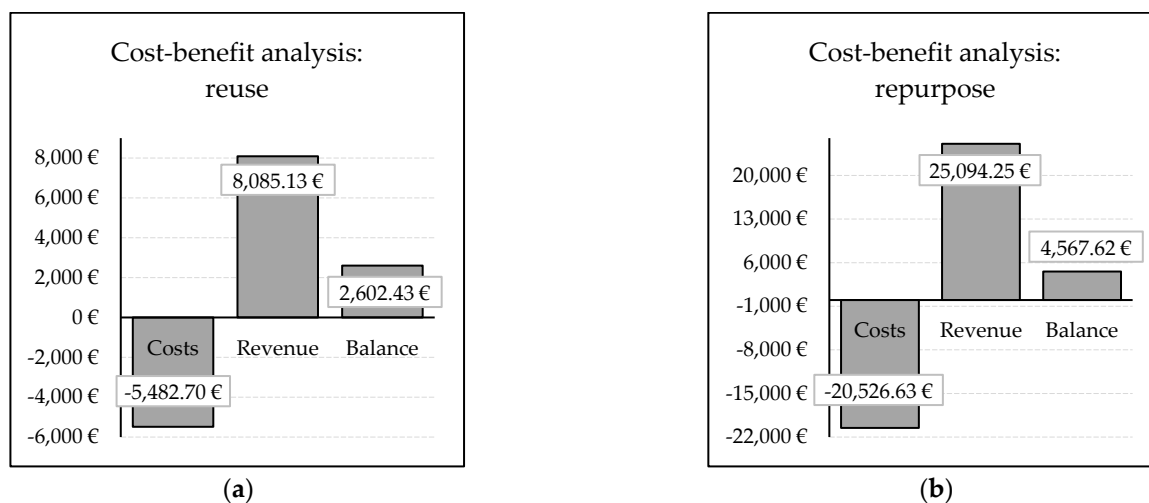 Cost-benefit analysis:
reuse
8,000 €
6,000 €
4,000 €
2,000 €
0 €
-2,000 €
-4,000 €
-6,000 €
8,085.13 €
2,602.43 €
Costs Revenue Balance
-5,482.70 €
(a)
Cost-benefit analysis:
repurpose
20,000 €
13,000 €
6,000 €
-1,000 €
-8,000 €
-15,000 €
-22,000 €
25,094.25 €
4,567.62 €
Costs Revenue Balance
-20,526.63 €
(b)